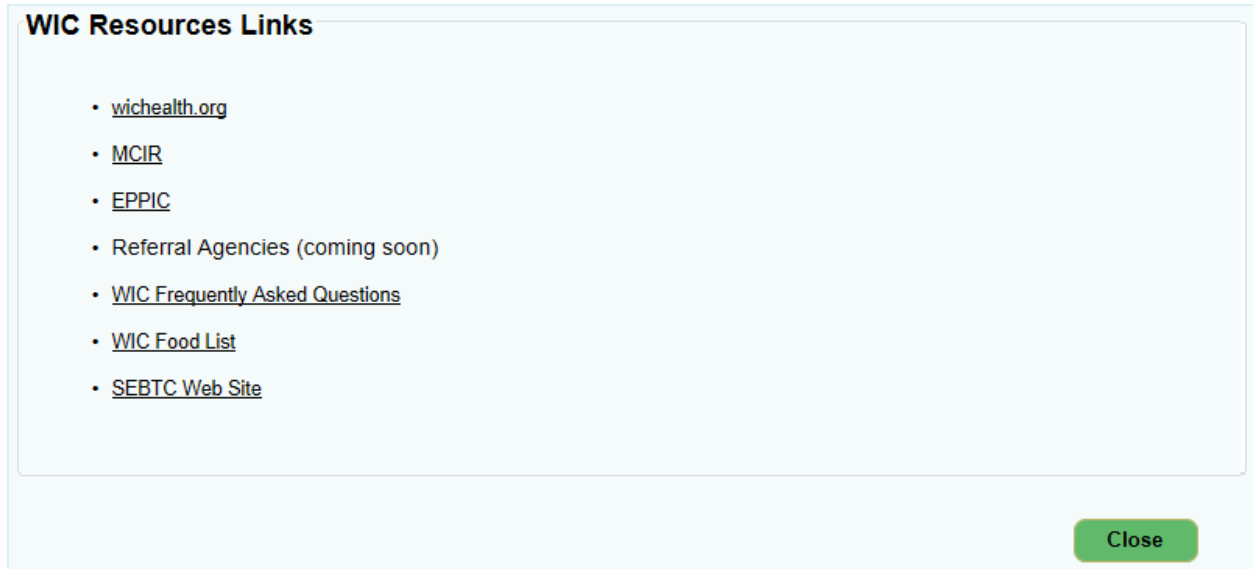 WIC Resources Links
• wichealth.org
• MCIR
• EPPIC
• Referral Agencies (coming soon)
• WIC Frequently Asked Questions
• WIC Food List
• SEBTC Web Site
Close